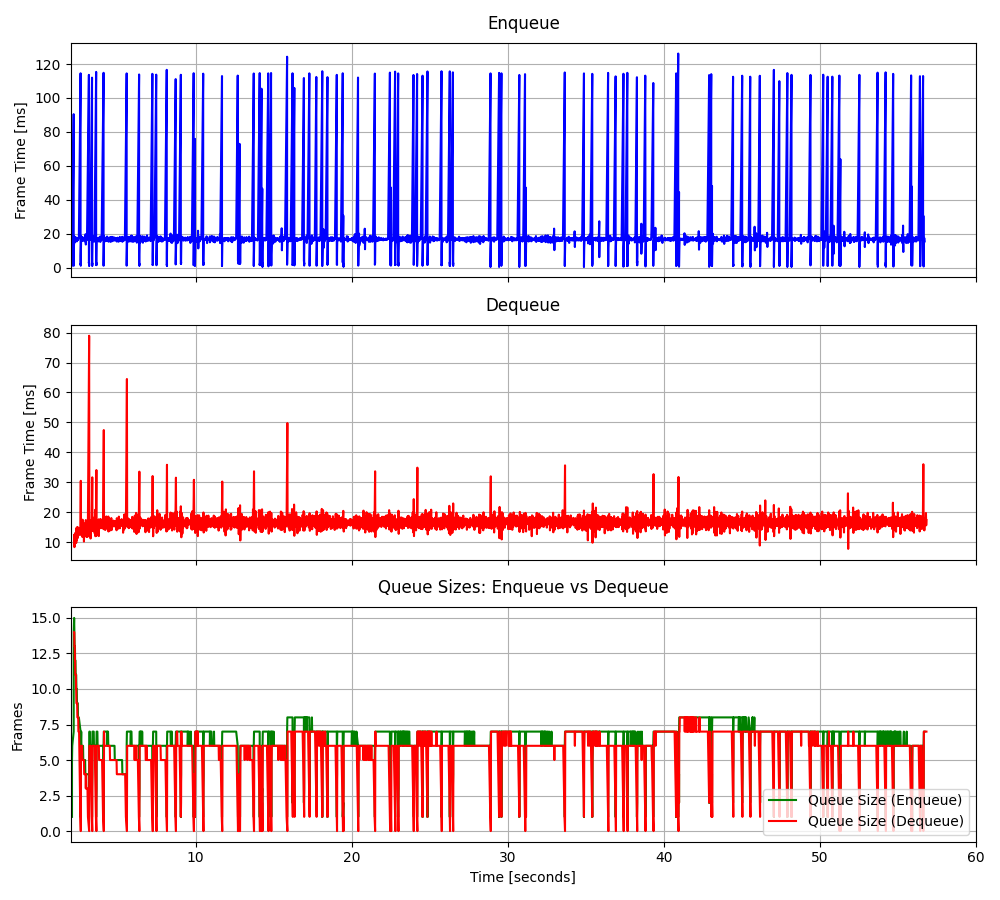 Enqueue
Frame Time [ms]
120
100
80
60
40
20
0
Dequeue
Frame Time [ms]
80
70
60
50
40
30
20
10
Queue Sizes: Enqueue vs Dequeue
Frames
15.0
12.5
10.0
7.5
5.0
2.5
0.0
Queue Size (Enqueue)
Queue Size (Dequeue)
10 20 30 40 50 60
Time [seconds]